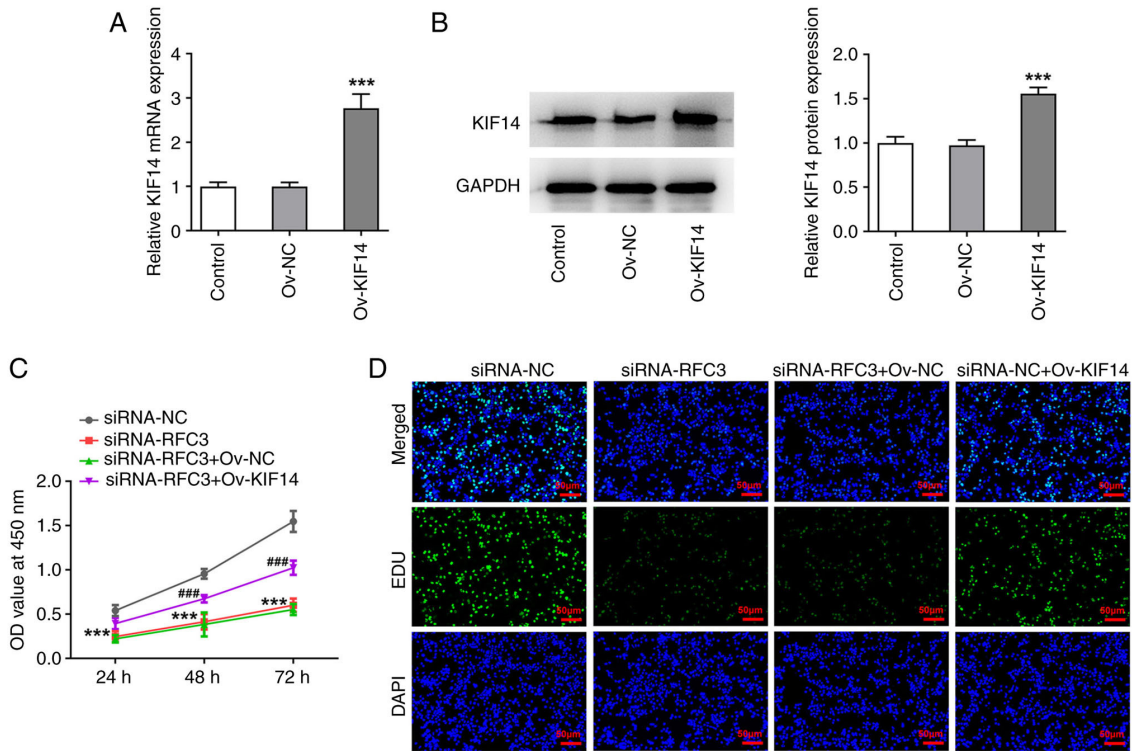 A
Relative KIF14 mRNA expression
4
3
2
1
0
***
Control
Ov-NC
Ov-KIF14
B
KIF14
GAPDH
Control
Ov-NC
Ov-KIF14
Relative KIF14 protein expression
2.0
1.5
1.0
0.5
0.0
***
Control
Ov-NC
Ov-KIF14
C
siRNA-NC
siRNA-RFC3
siRNA-RFC3+Ov-NC
siRNA-RFC3+Ov-KIF14
OD value at 450 nm
2.0
1.5
1.0
0.5
0.0
***
###
***
###
***
24 h
48 h
72 h
D
siRNA-NC
siRNA-RFC3
siRNA-RFC3+Ov-NC
siRNA-NC+Ov-KIF14
Merged
50μm
50μm
50μm
50μm
EDU
50μm
50μm
50μm
50μm
DAPI
50μm
50μm
50μm
50μm